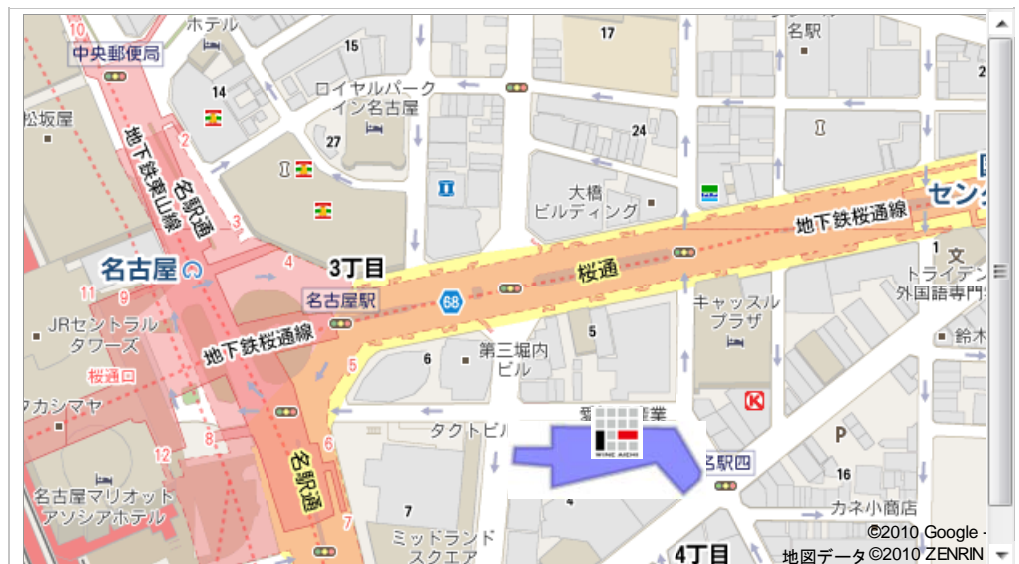 10
ホテル
名駅
中央郵便局
15
17
14
ロイヤルパーク
イン名古屋
松坂屋
2
27
24
地下鉄東山線
名駅通
大橋
ビルディング
地下鉄桜通線
3
4
名古屋
3丁目
桜通
1
文
トライデン
外国語専門
11
9
名古屋駅
68
キャッスル
プラザ
JRセントラル
タワーズ
地下鉄桜通線
5
6
第三堀内
ビル
5
鈴木
桜通口
タカシマヤ
K
愛
産業
WINC AICHI
タクトビル
8
6
12
P
名駅四
16
名駅通
名古屋マリオット
アソシアホテル
7
7
4
カネ小商店
ミッドランド
スクエア
4丁目
©2010 Google -
地図データ ©2010 ZENRIN